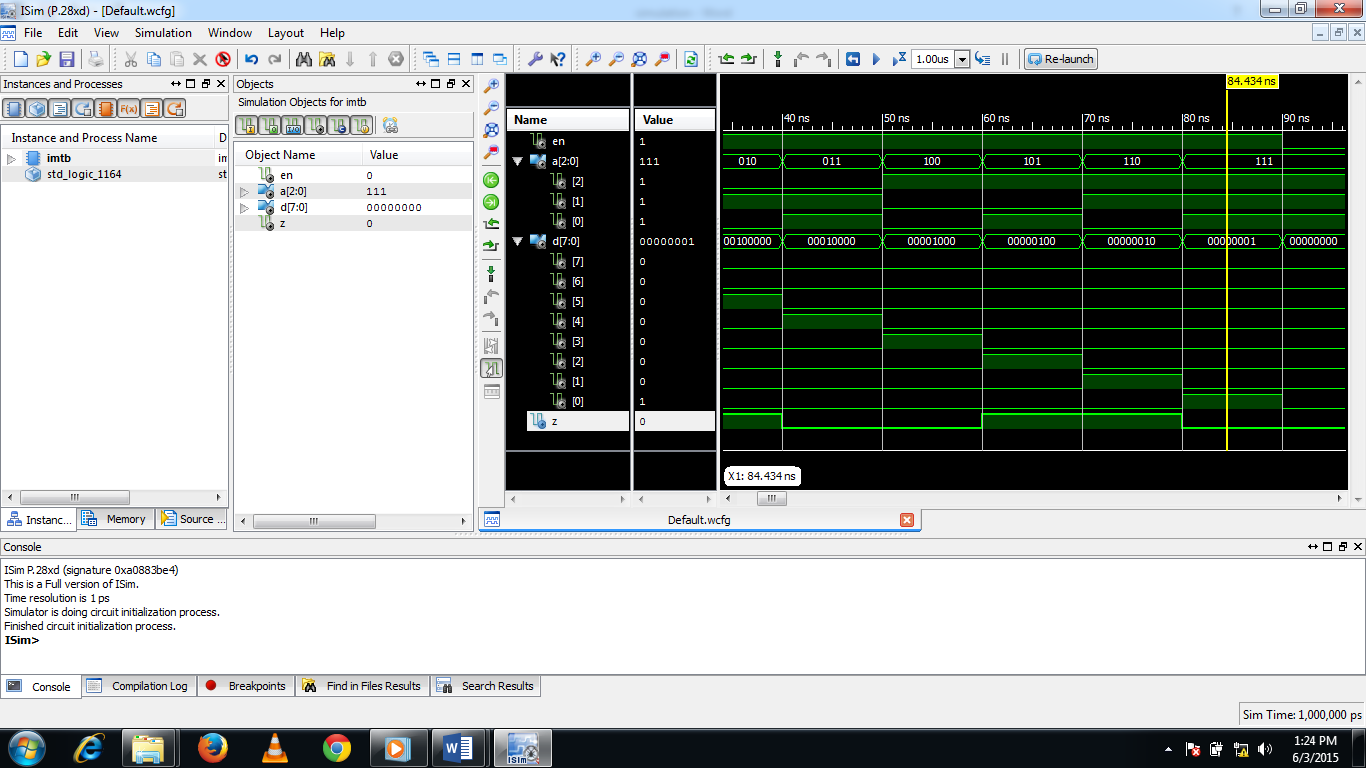 ISim (P.28xd) - [Default.wcfg]
File Edit View Simulation Window Layout Help
1.00us Re-launch
Instances and Processes
Instance and Process Name D
imtb im
std_logic_1164 st
Instanc... Memory Source ...
Objects
Simulation Objects for imtb
Object Name Value
en 0
a[2:0] 111
d[7:0] 00000000
z 0
Name Value
en 1
a[2:0] 111
[2] 1
[1] 1
[0] 1
d[7:0] 00000001
[7] 0
[6] 0
[5] 0
[4] 0
[3] 0
[2] 0
[1] 0
[0] 1
z 0
84.434 ns
40 ns 50 ns 60 ns 70 ns 80 ns 90 ns
010 011 100 101 110 111
00100000 00010000 00001000 00000100 00000010 00000001 00000000
X1: 84.434 ns
Default.wcfg
Console
ISim P.28xd (signature 0xa0883be4)
This is a Full version of ISim.
Time resolution is 1 ps
Simulator is doing circuit initialization process.
Finished circuit initialization process.
ISim>
Console Compilation Log Breakpoints Find in Files Results Search Results
Sim Time: 1,000,000 ps
1:24 PM
6/3/2015